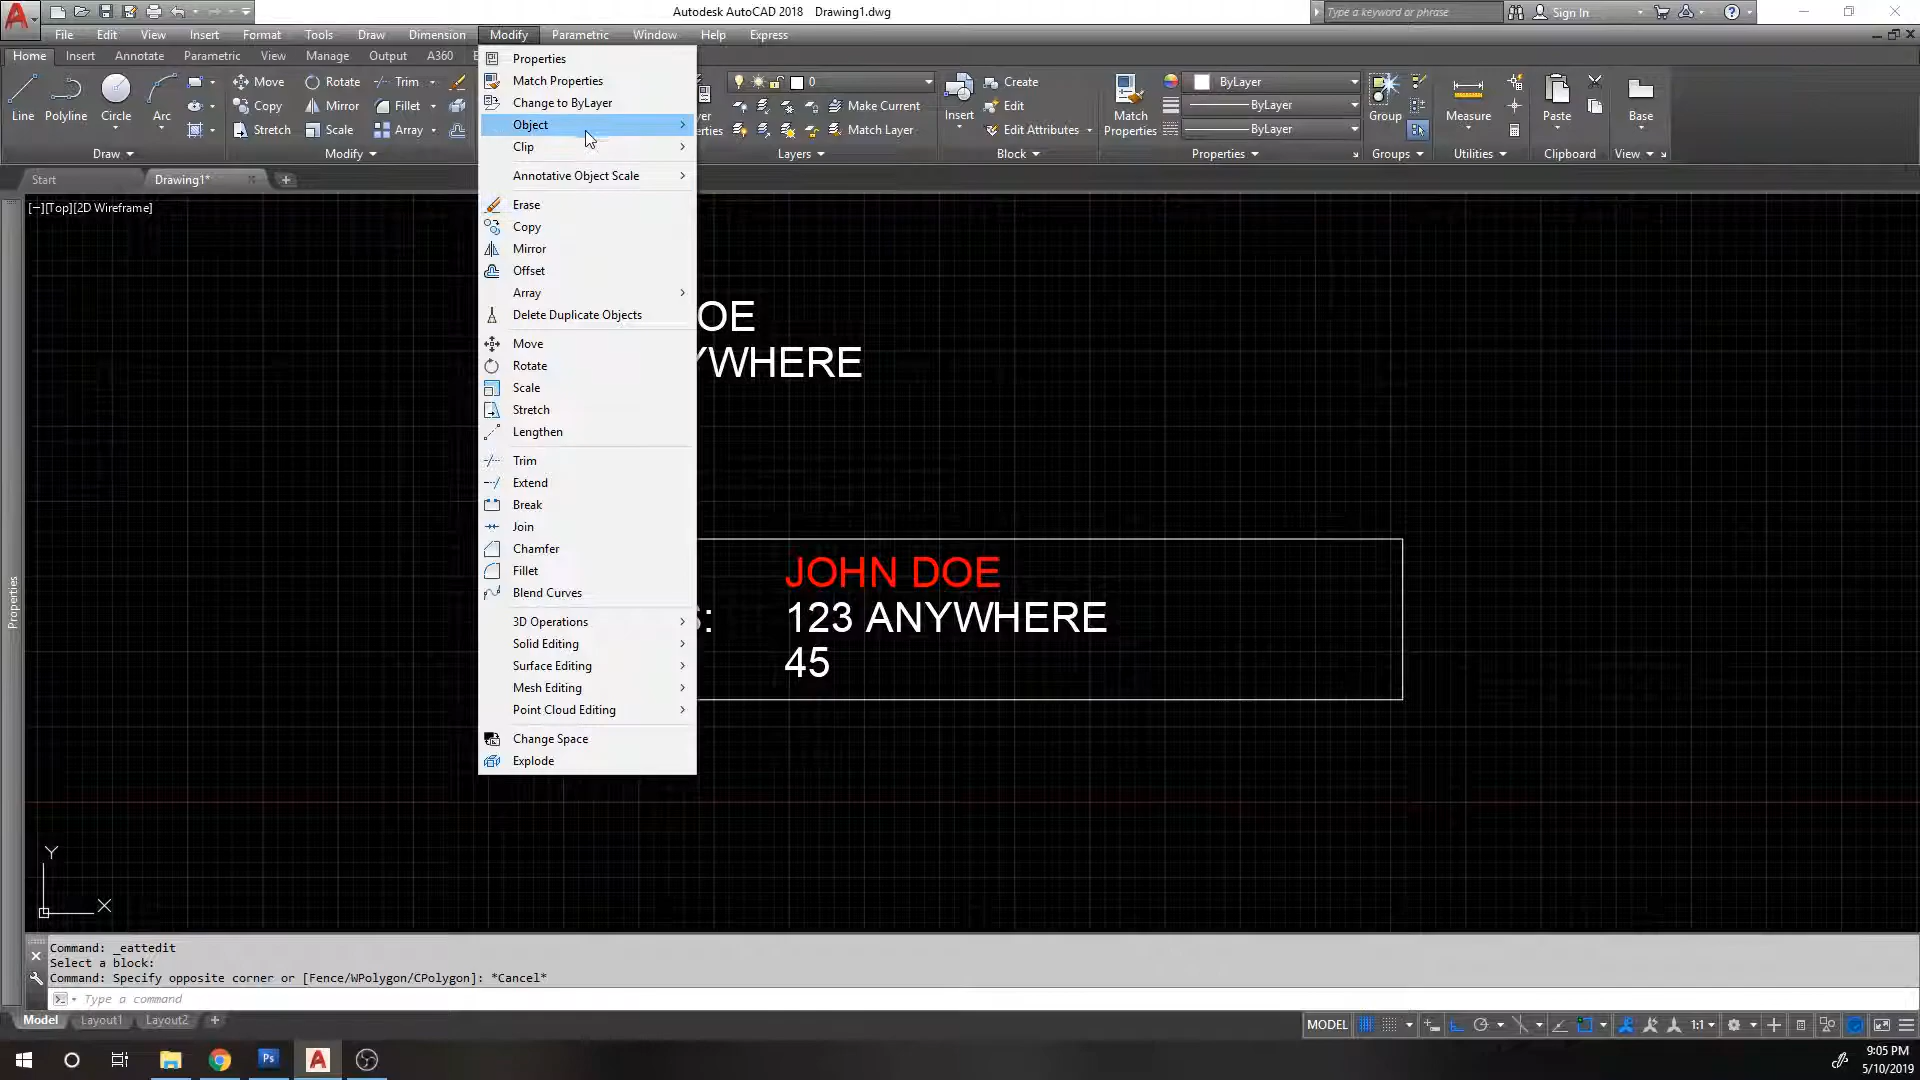 Autodesk AutoCAD 2018 Drawing1.dwg
Type a keyword or phrase
Sign In
File Edit View Insert Format Tools Draw Dimension Modify Parametric Window Help Express
Home Insert Annotate Parametric View Manage Output A360
Line Polyline Circle Arc
Move Rotate Trim
Copy Mirror Fillet
Stretch Scale Array
Draw Modify
Properties
Match Properties
Change to ByLayer
Object
Clip
Annotative Object Scale
Erase
Copy
Mirror
Offset
Array
Delete Duplicate Objects
Move
Rotate
Scale
Stretch
Lengthen
Trim
Extend
Break
Join
Chamfer
Fillet
Blend Curves
3D Operations
Solid Editing
Surface Editing
Mesh Editing
Point Cloud Editing
Change Space
Explode
0
Make Current
Match Layer
Layers
Insert
Create
Edit
Edit Attributes
Block
Match
Properties
ByLayer
ByLayer
ByLayer
Properties
Group
Groups
Measure
Utilities
Paste
Clipboard
Base
View
Start Drawing1*
[−][Top][2D Wireframe]
OE
YWHERE
JOHN DOE
S: 123 ANYWHERE
45
Properties
Y
X
Command: _eattedit
Select a block:
Command: Specify opposite corner or [Fence/WPolygon/CPolygon]: *Cancel*
Type a command
Model Layout1 Layout2
MODEL 1:1
Ps
9:05 PM
5/10/2019